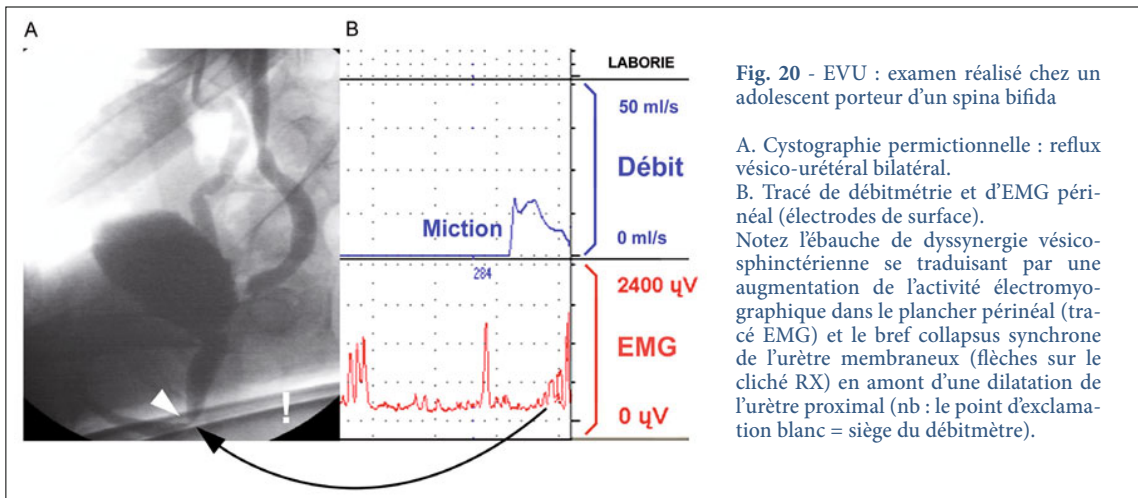 A
B
LABORIE
50 ml/s
Débit
Miction
0 ml/s
284
2400 ųV
EMG
0 ųV
!
Fig. 20 - EVU : examen réalisé chez un
adolescent porteur d’un spina bifida
A. Cystographie permictionnelle : reflux
vésico-urétéral bilatéral.
B. Tracé de débitmétrie et d’EMG péri-
néal (électrodes de surface).
Notez l’ébauche de dyssynergie vésico-
sphinctérienne se traduisant par une
augmentation de l’activité électromyo-
graphique dans le plancher périnéal (tra-
cé EMG) et le bref collapsus synchrone
de l’urètre membraneux (flèches sur le
cliché RX) en amont d’une dilatation de
l’urètre proximal (nb : le point d’exclama-
tion blanc = siège du débitmètre).